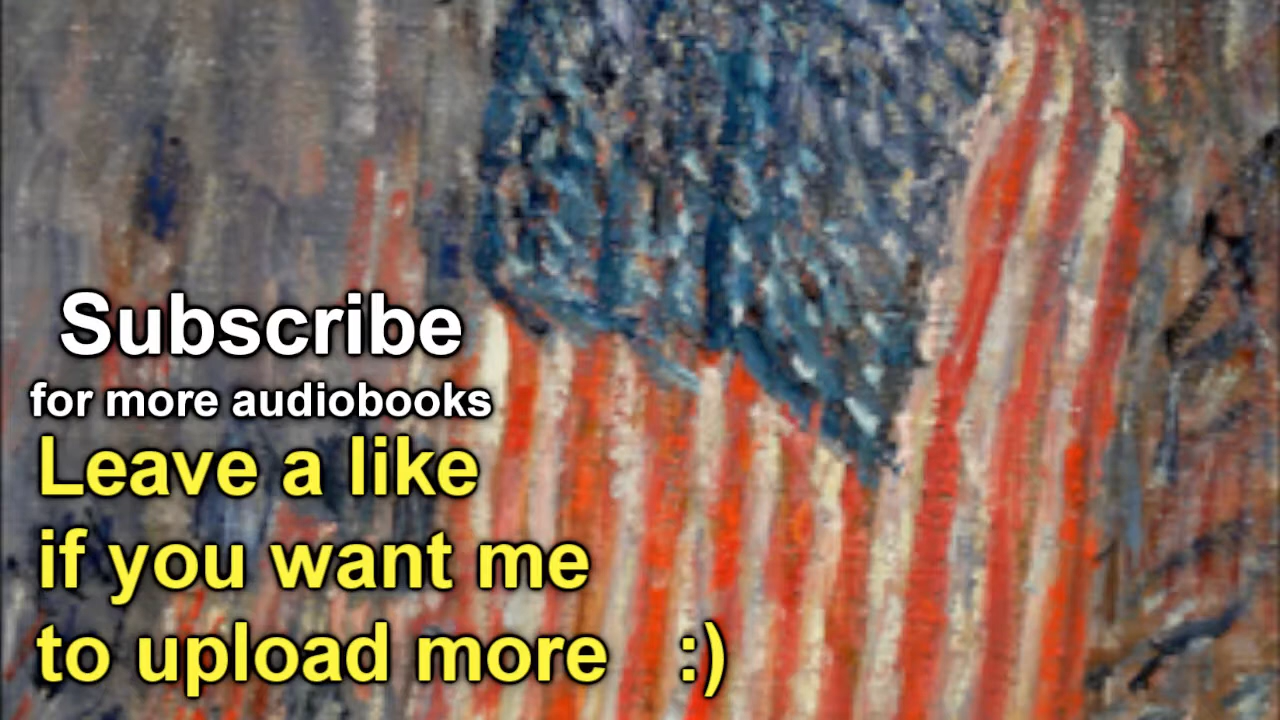 Subscribe
for more audiobooks
Leave a like
if you want me
to upload more :)